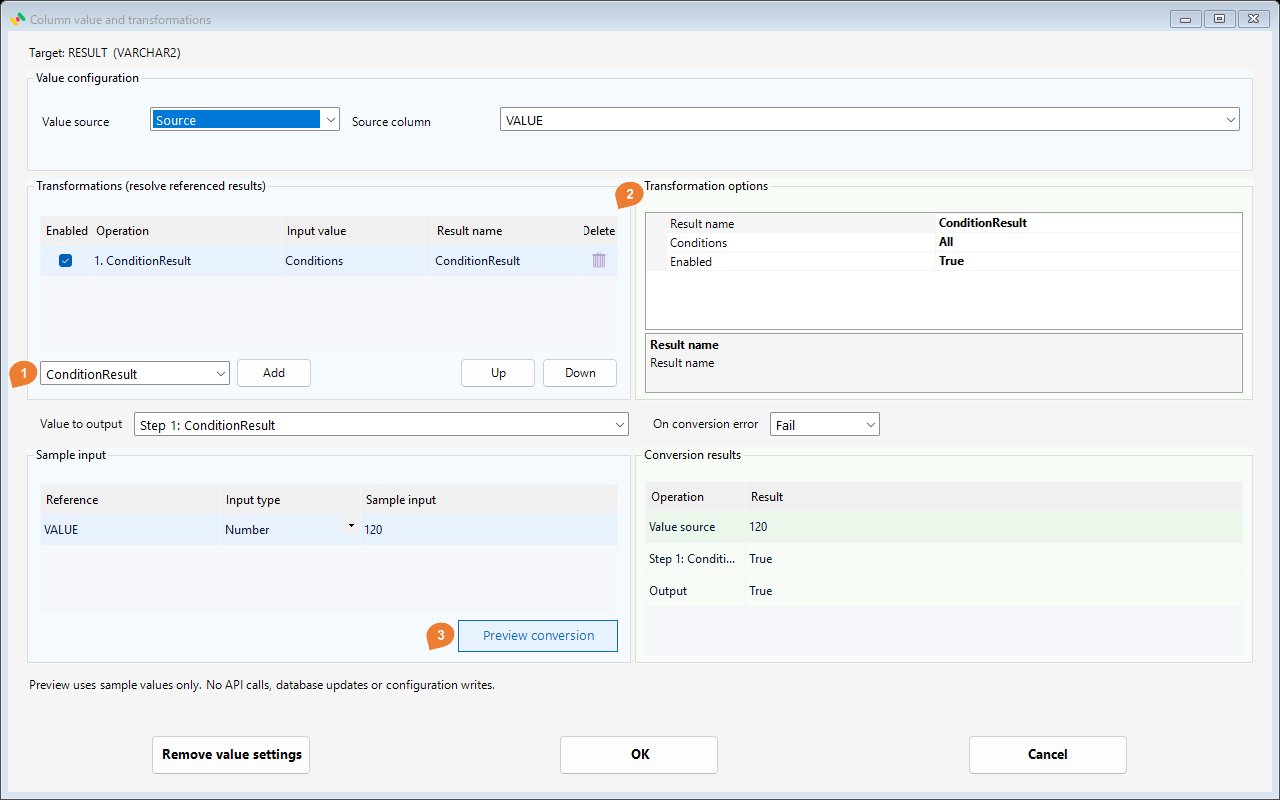 Column value and transformations
Target: RESULT (VARCHAR2)
Value configuration
Value source
Source
Source column
VALUE
Transformations (resolve referenced results)
Enabled Operation Input value Result name Delete
1. ConditionResult Conditions ConditionResult
1
ConditionResult
Add
Up
Down
2
Transformation options
Result name ConditionResult
Conditions All
Enabled True
Result name
Result name
Value to output
Step 1: ConditionResult
On conversion error
Fail
Sample input
Reference Input type Sample input
VALUE Number 120
3
Preview conversion
Conversion results
Operation Result
Value source 120
Step 1: Conditi... True
Output True
Preview uses sample values only. No API calls, database updates or configuration writes.
Remove value settings
OK
Cancel